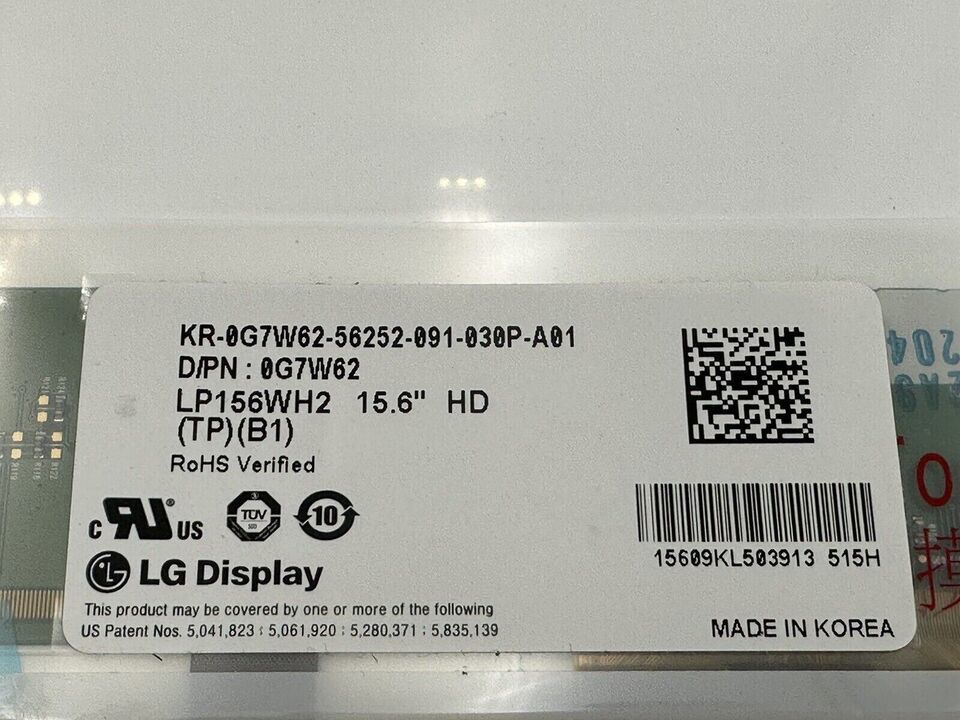 KR-0G7W62-56252-091-030P-A01
D/PN : 0G7W62
LP156WH2 15.6" HD
(TP)(B1)
RoHS Verified
c RU® US TÜV 10
LG Display
This product may be covered by one or more of the following
US Patent Nos. 5,041,823 : 5,061,920 : 5,280,371 : 5,835,139
15609KL503913 515H
MADE IN KOREA